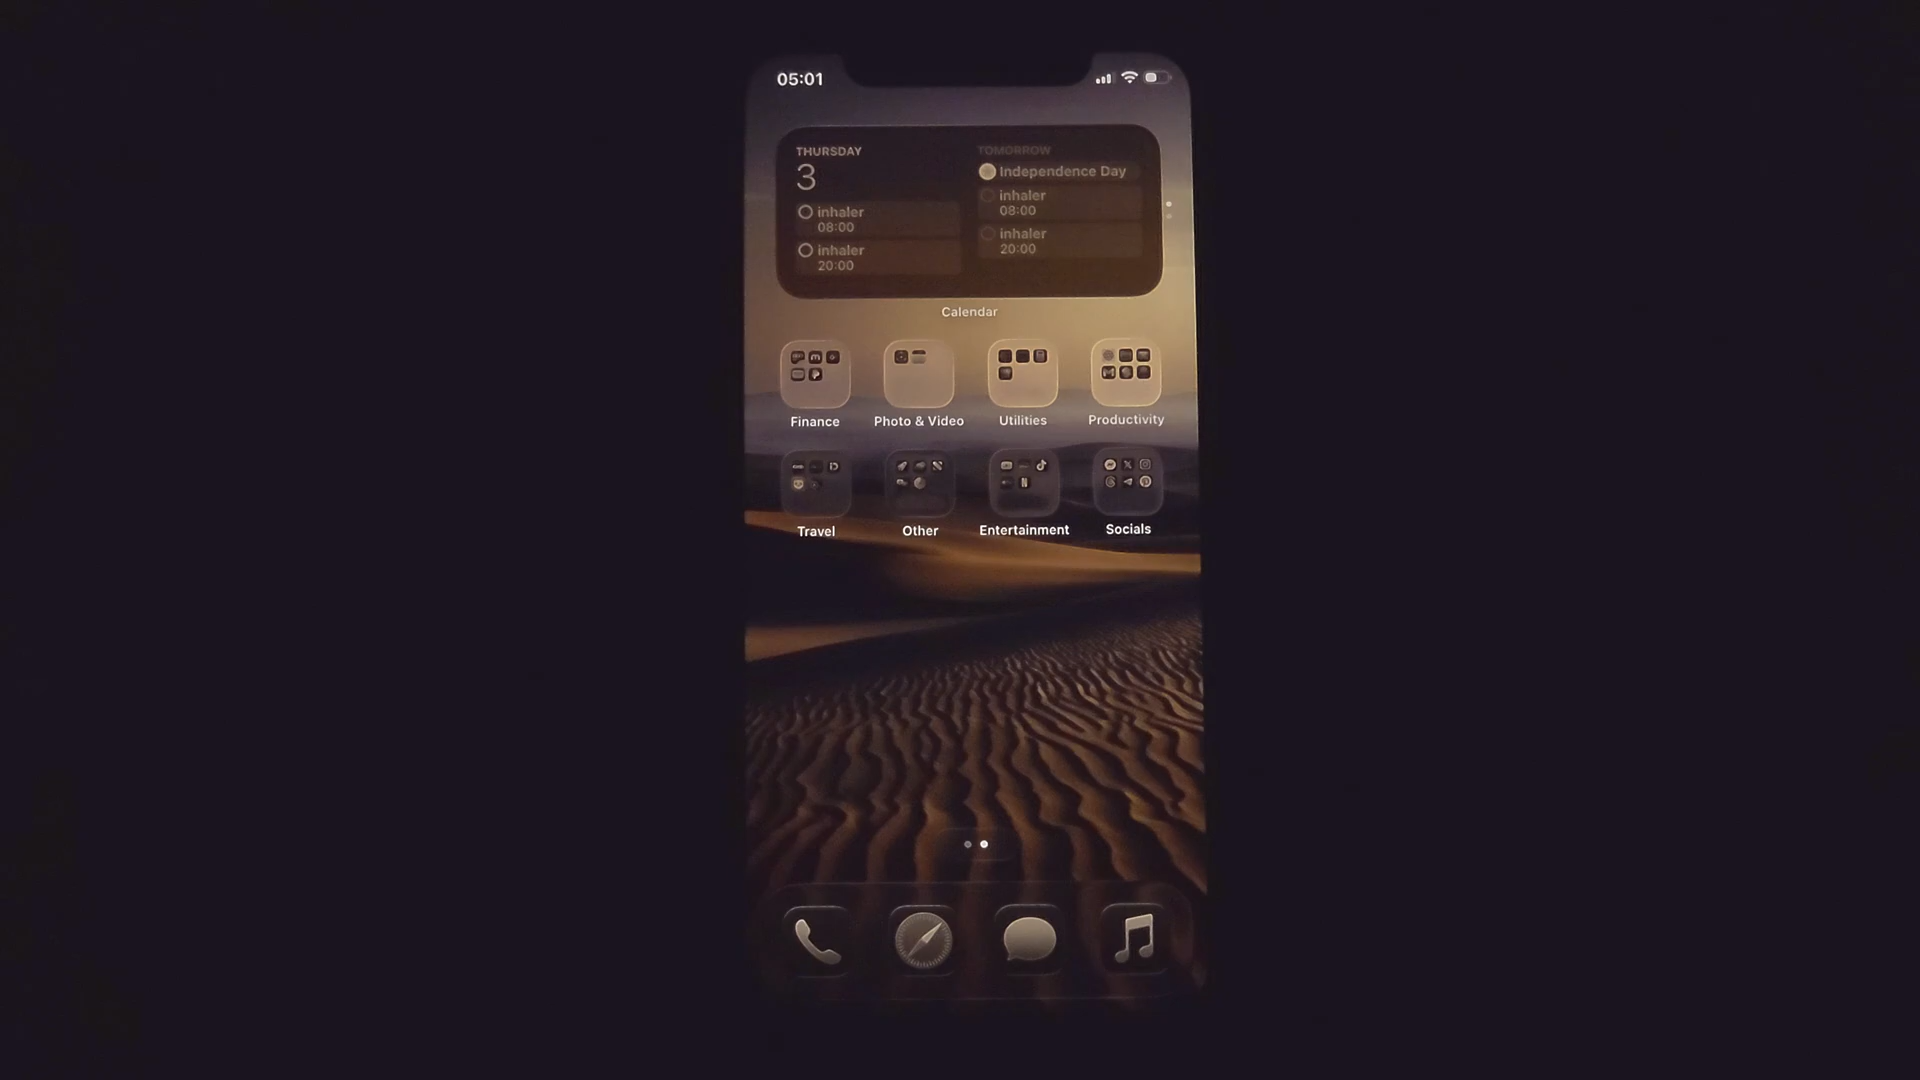 05:01
THURSDAY
3
inhaler
08:00
inhaler
20:00
TOMORROW
Independence Day
inhaler
08:00
inhaler
20:00
Calendar
Finance
Photo & Video
Utilities
Productivity
Travel
Other
Entertainment
Socials